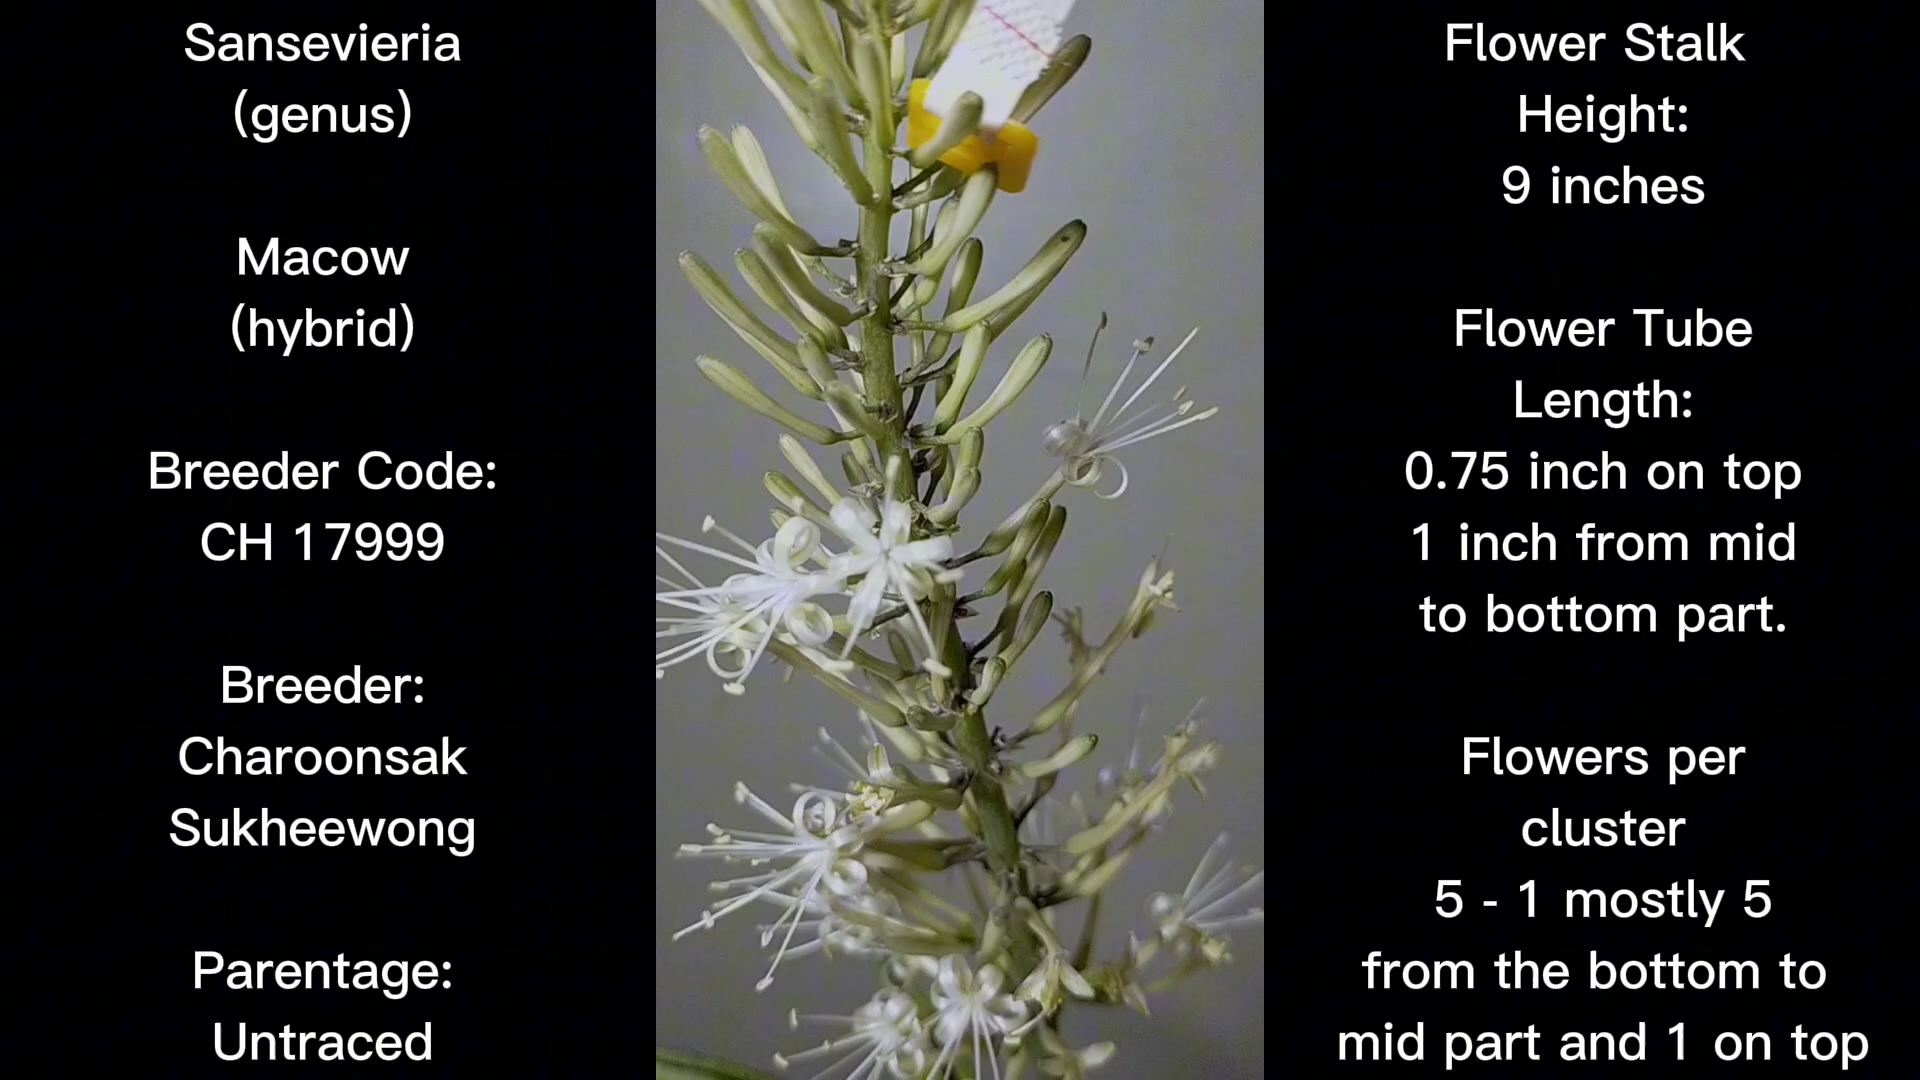 Sansevieria
(genus)
Macow
(hybrid)
Breeder Code:
CH 17999
Breeder:
Charoonsak
Sukheewong
Parentage:
Untraced
Flower Stalk
Height:
9 inches
Flower Tube
Length:
0.75 inch on top
1 inch from mid
to bottom part.
Flowers per
cluster
5 - 1 mostly 5
from the bottom to
mid part and 1 on top